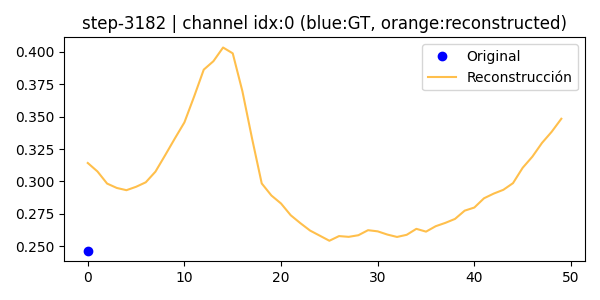 step-3182 | channel idx:0 (blue:GT, orange:reconstructed)
0.400
0.375
0.350
0.325
0.300
0.275
0.250
Original
Reconstrucción
0 10 20 30 40 50